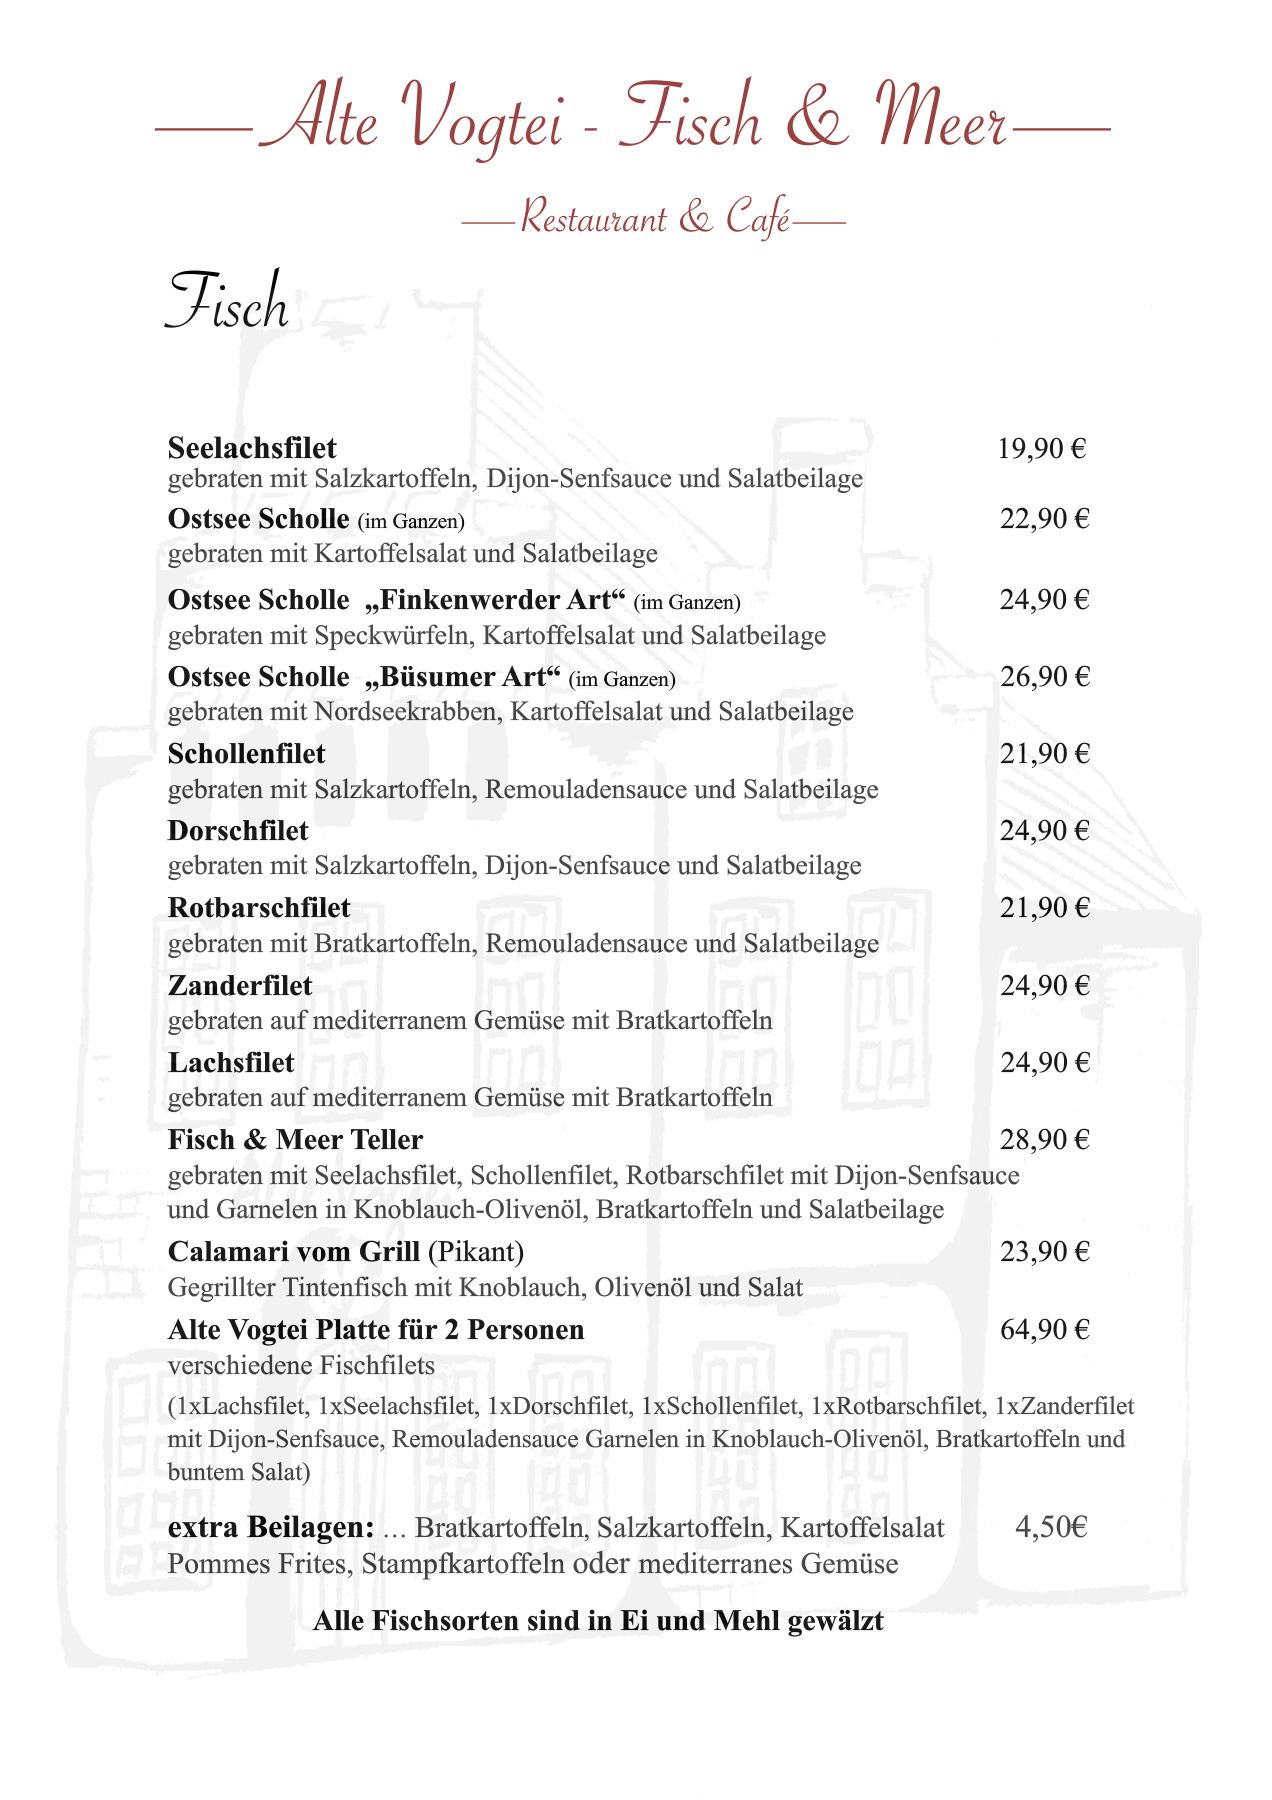 Alte Vogtei - Fisch & Meer
Restaurant & Café
Fisch
Seelachsfilet 19,90 €
gebraten mit Salzkartoffeln, Dijon-Senfsauce und Salatbeilage
Ostsee Scholle (im Ganzen) 22,90 €
gebraten mit Kartoffelsalat und Salatbeilage
Ostsee Scholle „Finkenwerder Art“ (im Ganzen) 24,90 €
gebraten mit Speckwürfeln, Kartoffelsalat und Salatbeilage
Ostsee Scholle „Büsumer Art“ (im Ganzen) 26,90 €
gebraten mit Nordseekrabben, Kartoffelsalat und Salatbeilage
Schollenfilet 21,90 €
gebraten mit Salzkartoffeln, Remouladensauce und Salatbeilage
Dorschfilet 24,90 €
gebraten mit Salzkartoffeln, Dijon-Senfsauce und Salatbeilage
Rotbarschfilet 21,90 €
gebraten mit Bratkartoffeln, Remouladensauce und Salatbeilage
Zanderfilet 24,90 €
gebraten auf mediterranem Gemüse mit Bratkartoffeln
Lachsfilet 24,90 €
gebraten auf mediterranem Gemüse mit Bratkartoffeln
Fisch & Meer Teller 28,90 €
gebraten mit Seelachsfilet, Schollenfilet, Rotbarschfilet mit Dijon-Senfsauce
und Garnelen in Knoblauch-Olivenöl, Bratkartoffeln und Salatbeilage
Calamari vom Grill (Pikant) 23,90 €
Gegrillter Tintenfisch mit Knoblauch, Olivenöl und Salat
Alte Vogtei Platte für 2 Personen 64,90 €
verschiedene Fischfilets
(1xLachsfilet, 1xSeelachsfilet, 1xDorschfilet, 1xSchollenfilet, 1xRotbarschfilet, 1xZanderfilet
mit Dijon-Senfsauce, Remouladensauce Garnelen in Knoblauch-Olivenöl, Bratkartoffeln und
buntem Salat)
extra Beilagen: … Bratkartoffeln, Salzkartoffeln, Kartoffelsalat 4,50€
Pommes Frites, Stampfkartoffeln oder mediterranes Gemüse
Alle Fischsorten sind in Ei und Mehl gewälzt